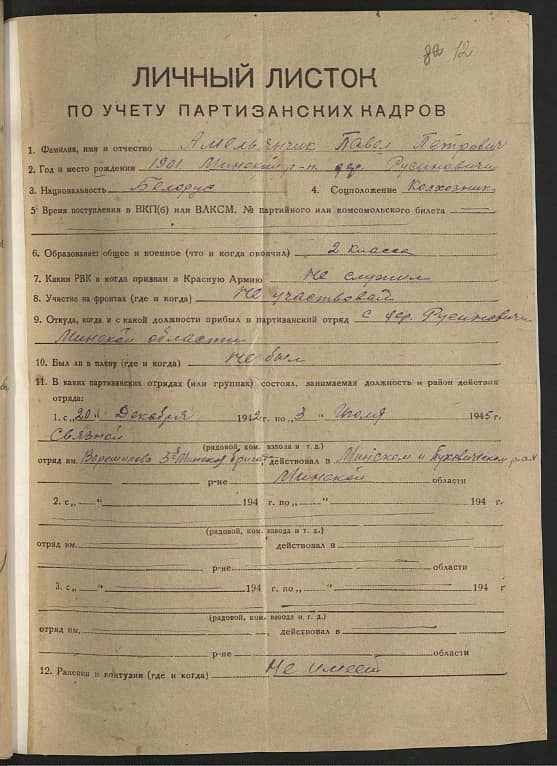 12
ЛИЧНЫЙ ЛИСТОК
ПО УЧЕТУ ПАРТИЗАНСКИХ КАДРОВ
1. Фамилия, имя и отчество Амельянчик Павел Петрович
2. Год и место рождения 1901 Минский р-н дер. Русиновичи
3. Национальность Белорус 4. Соцположение Колхозник
5. Время поступления в ВКП(б) или ВЛКСМ, № партийного или комсомольского билета
6. Образование: общее и военное (что и когда окончил) 2 класса
7. Каким РВК и когда призван в Красную Армию Не служил
8. Участие на фронтах (где и когда) Не участвовал
9. Откуда, когда и с какой должности прибыл в партизанский отряд с дер. Русиновичи
Минской области
10. Был ли в плену (где и когда) Не был
11. В каких партизанских отрядах (или группах) состоял, занимаемая должность и район действия
отряда:
1. с „20" Декабря 1942 г. по „3 Июля 1945 г.
Связной
(рядовой, ком. взвода и т. д.)
отряд им. Ворошилова 3й Минской бригады, действовал в Минском и
р-не Минской области
2. с „ — " 194 г. по „ " 194 г.
(рядовой, ком. взвода и т. д.)
отряд им. действовал в
р-не области
3. с „ — " 194 г. по „ " 194 г
(рядовой, ком. взвода и т. д.)
отряд им. , действовал в
р-не области
12. Ранения и контузии (где и когда) Не имеет